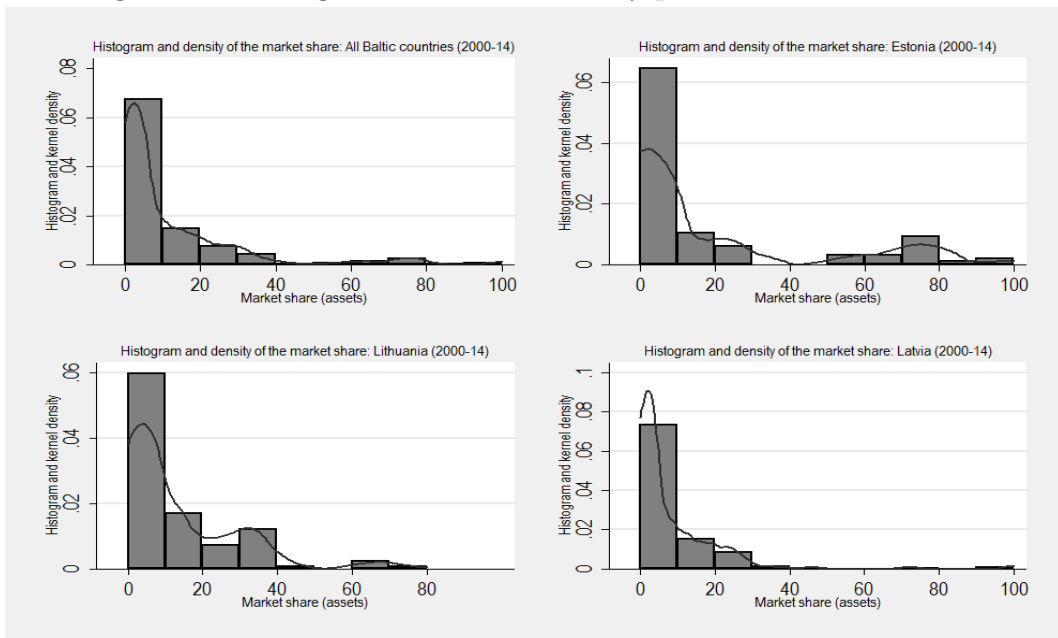 Histogram and density of the market share: All Baltic countries (2000-14)
Histogram and kernel density
0 .02 .04 .06 .08
0 20 40 60 80 100
Market share (assets)
Histogram and density of the market share: Estonia (2000-14)
Histogram and kernel density
0 .02 .04 .06
0 20 40 60 80 100
Market share (assets)
Histogram and density of the market share: Lithuania (2000-14)
Histogram and kernel density
0 .02 .04 .06
0 20 40 60 80
Market share (assets)
Histogram and density of the market share: Latvia (2000-14)
Histogram and kernel density
0 .02 .04 .06 .08 .1
0 20 40 60 80 100
Market share (assets)